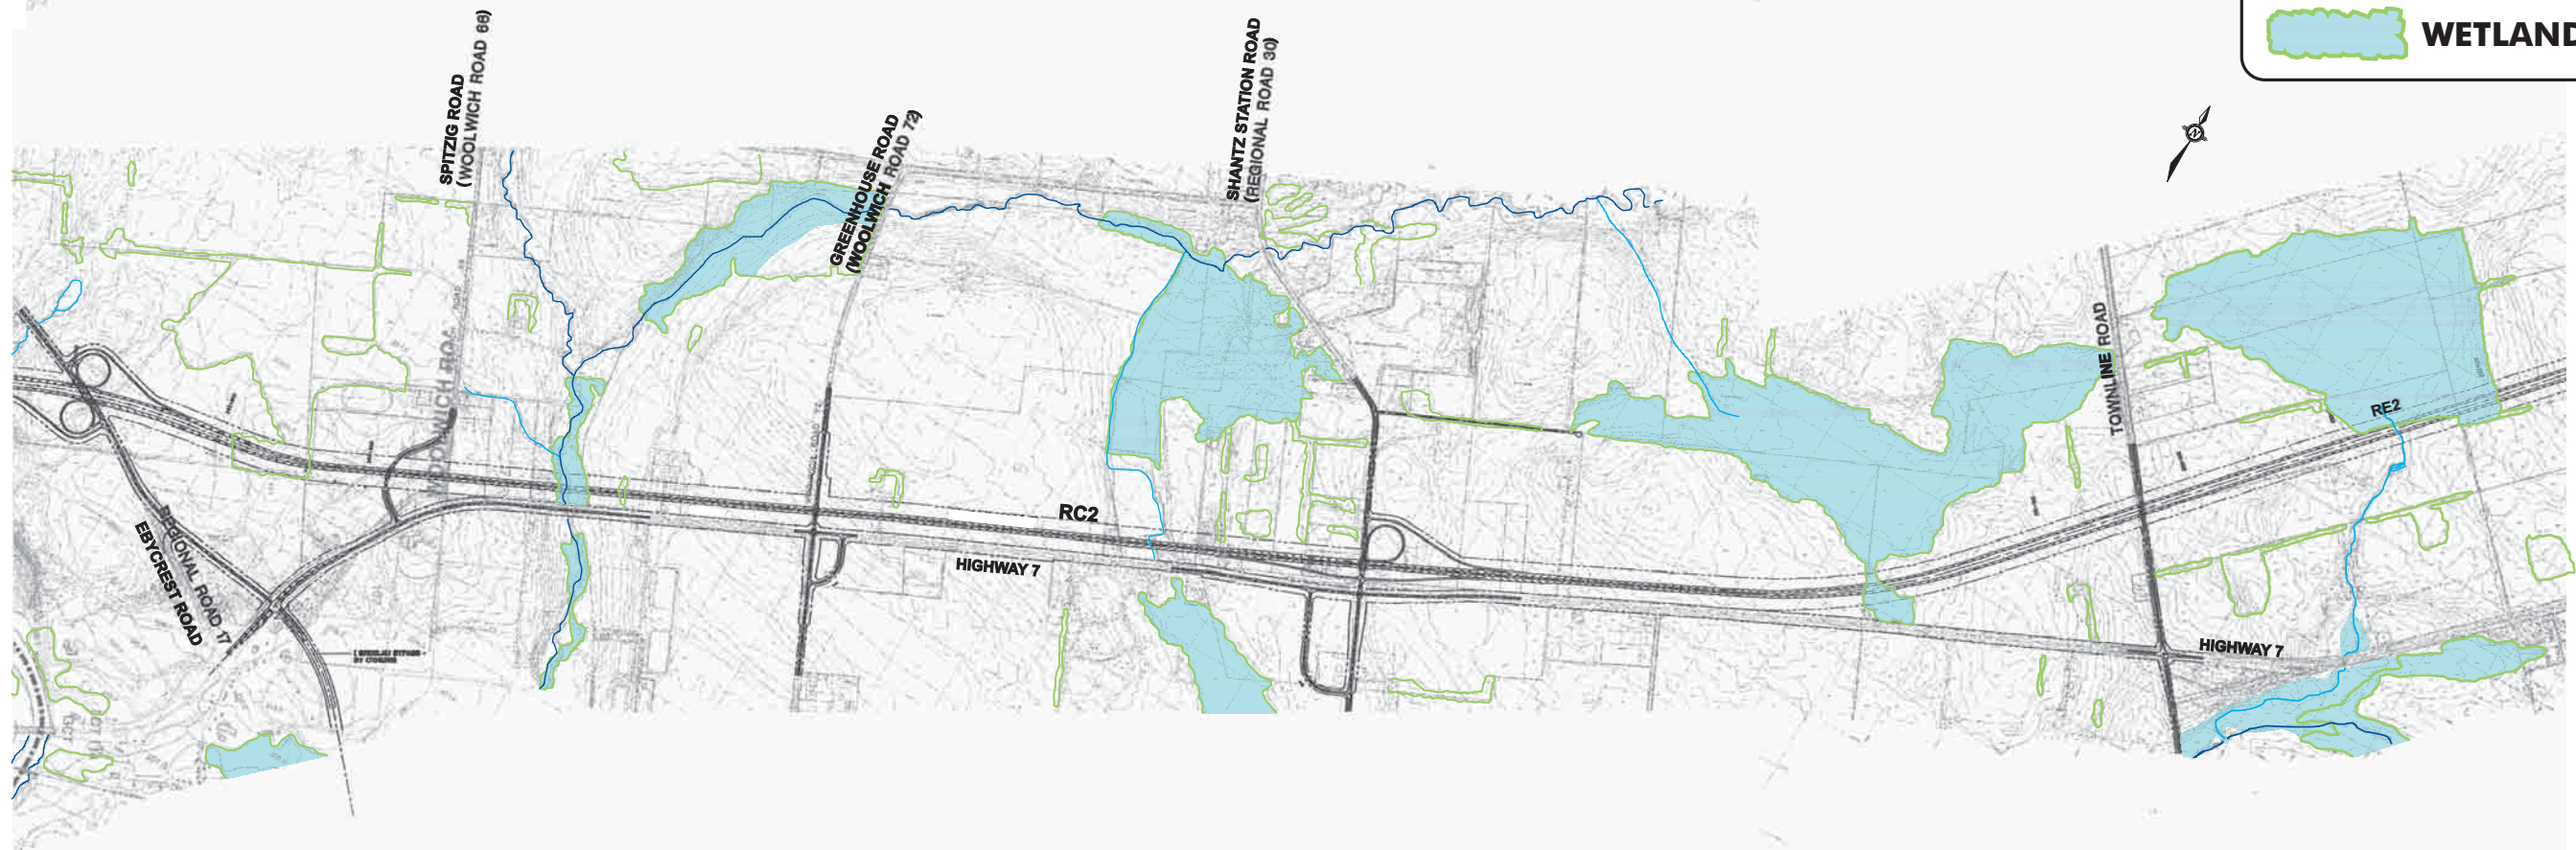 WETLAND
SPITZIG ROAD
(WOOLWICH ROAD 66)
GREENHOUSE ROAD
(WOOLWICH ROAD 72)
SHANTZ STATION ROAD
(REGIONAL ROAD 30)
N
TOWNLINE ROAD
RE2
RC2
HIGHWAY 7
REGIONAL ROAD 17
EBYCREST ROAD
HIGHWAY 7